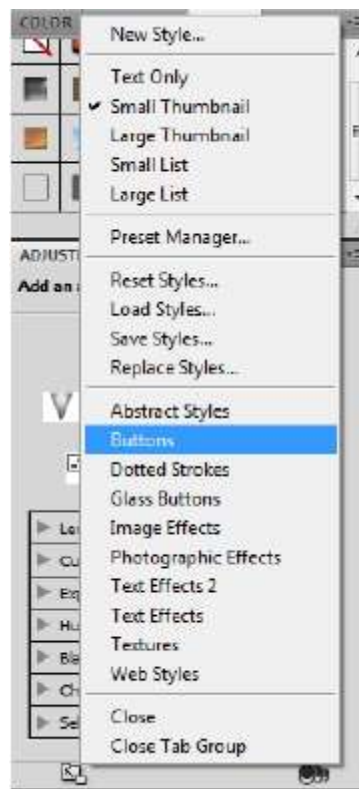 COLOR
New Style...
Text Only
Small Thumbnail
Large Thumbnail
Small List
Large List
Preset Manager...
ADJUST
Add an
Reset Styles...
Load Styles...
Save Styles...
Replace Styles...
Abstract Styles
Buttons
Dotted Strokes
Glass Buttons
Image Effects
Photographic Effects
Text Effects 2
Text Effects
Textures
Web Styles
Close
Close Tab Group